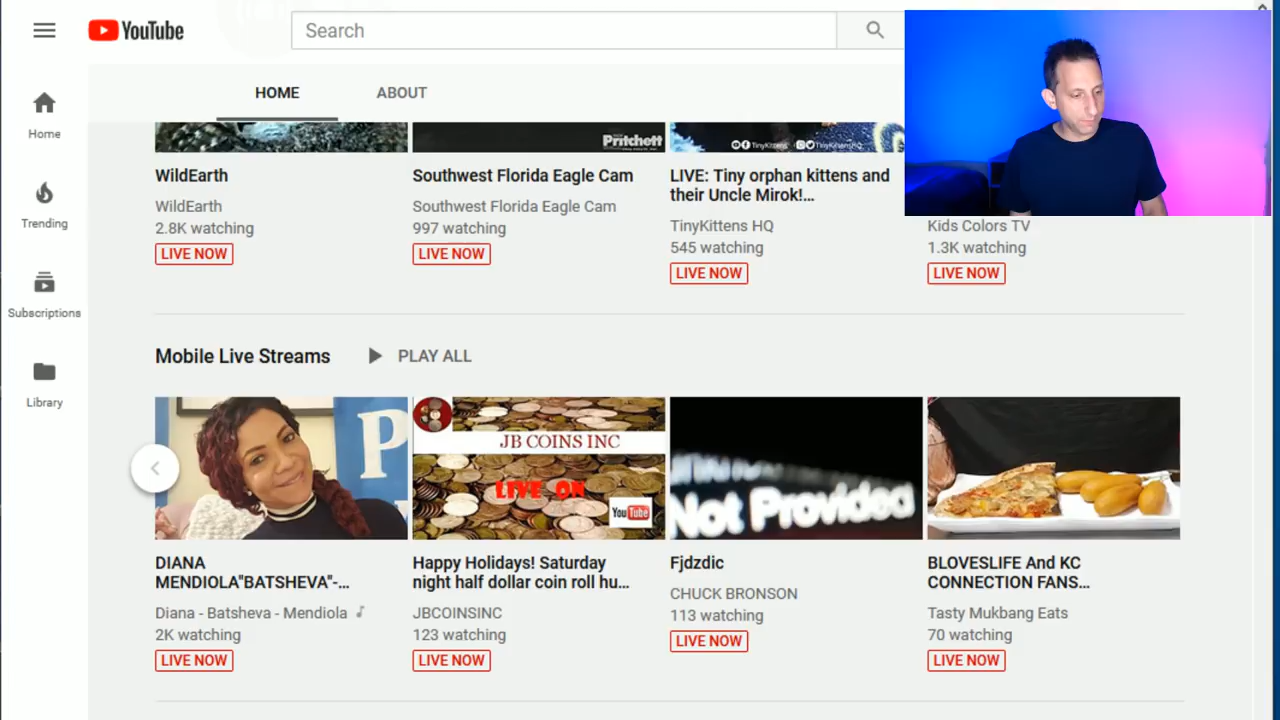 YouTube
Search
HOME
ABOUT
Home
Trending
Subscriptions
Library
Pritchett
TinyKittens
TinyKittensHQ
WildEarth
WildEarth
2.8K watching
LIVE NOW
Southwest Florida Eagle Cam
Southwest Florida Eagle Cam
997 watching
LIVE NOW
LIVE: Tiny orphan kittens and
their Uncle Mirok!...
TinyKittens HQ
545 watching
LIVE NOW
Kids Colors TV
1.3K watching
LIVE NOW
Mobile Live Streams
PLAY ALL
P
JB COINS INC
LIVE ON
YouTube
Not Provided
DIANA
MENDIOLA"BATSHEVA"-...
Diana - Batsheva - Mendiola
2K watching
LIVE NOW
Happy Holidays! Saturday
night half dollar coin roll hu...
JBCOINSINC
123 watching
LIVE NOW
Fjdzdic
CHUCK BRONSON
113 watching
LIVE NOW
BLOVESLIFE And KC
CONNECTION FANS...
Tasty Mukbang Eats
70 watching
LIVE NOW